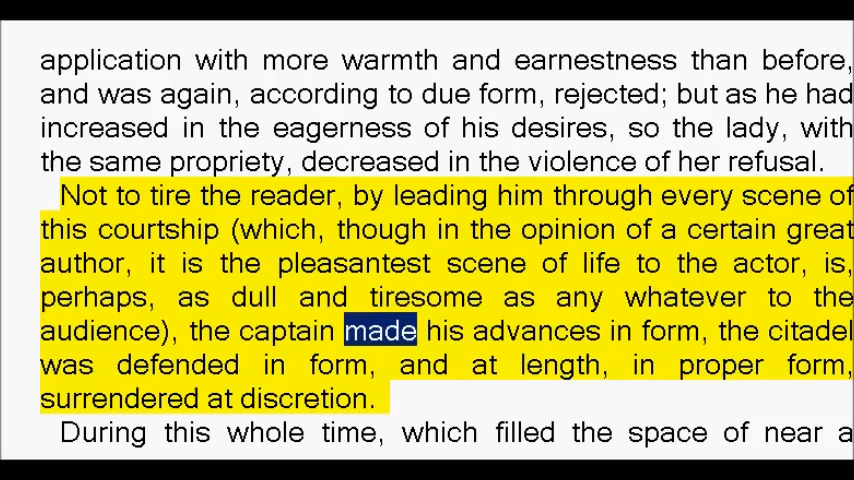 application with more warmth and earnestness than before,
and was again, according to due form, rejected; but as he had
increased in the eagerness of his desires, so the lady, with
the same propriety, decreased in the violence of her refusal.
Not to tire the reader, by leading him through every scene of
this courtship (which, though in the opinion of a certain great
author, it is the pleasantest scene of life to the actor, is,
perhaps, as dull and tiresome as any whatever to the
audience), the captain made his advances in form, the citadel
was defended in form, and at length, in proper form,
surrendered at discretion.
During this whole time, which filled the space of near a